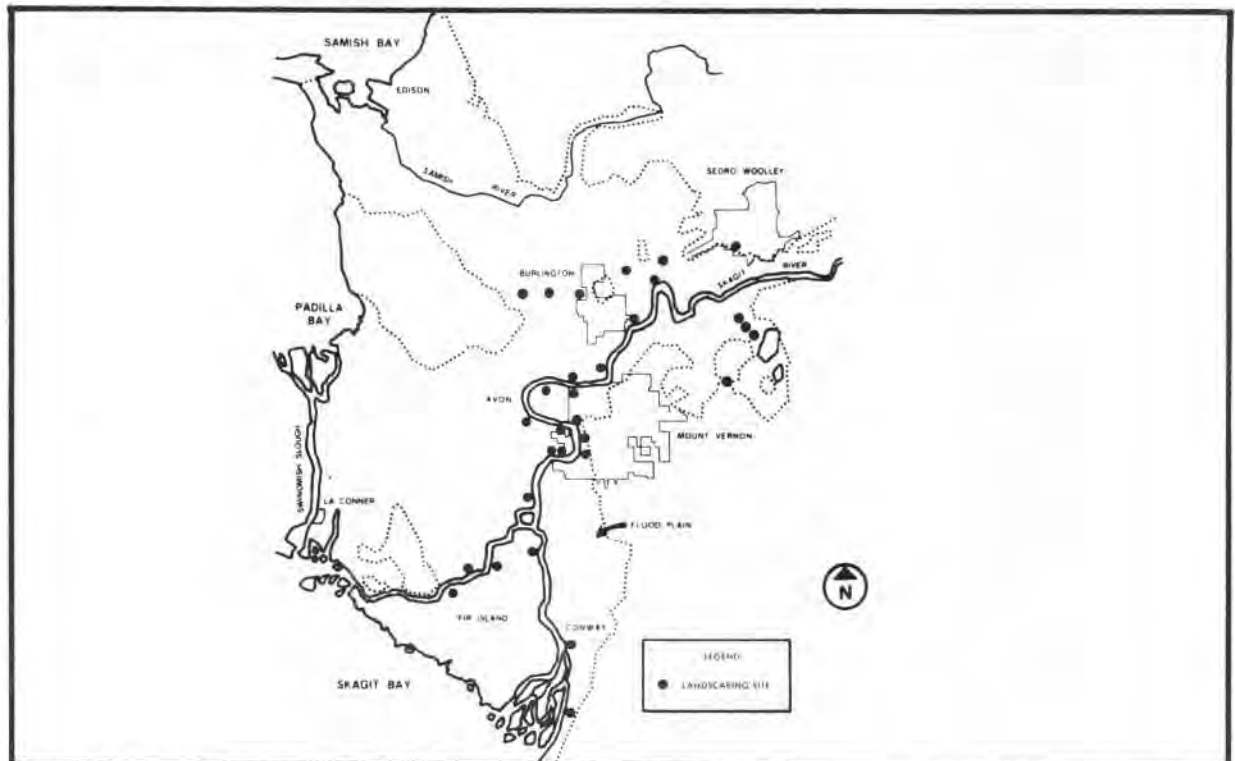 SAMISH BAY
EDISON
SAMISH RIVER
SEDRO WOOLLEY
BURLINGTON
SKAGIT RIVER
PADILLA
BAY
AVON
MOUNT VERNON
SWINOMISH SLOUGH
LA CONNER
FLOOD PLAIN
N
FIR ISLAND
CONWAY
LEGEND
SKAGIT BAY
LANDSCAPING SITE